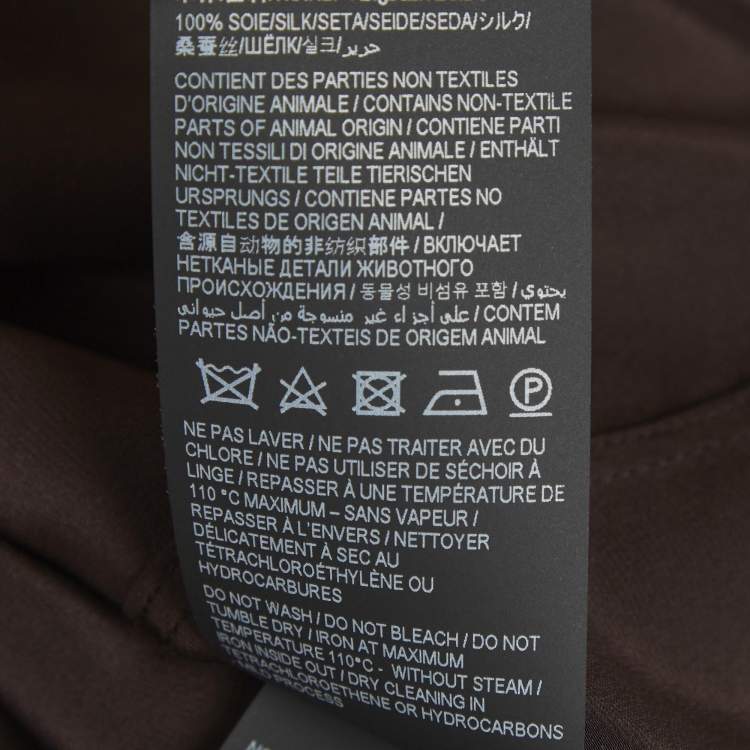 100% SOIE/SILK/SETA/SEIDE/SEDA/シルク/
桑蚕丝/ШЁЛК/실크/حرير/
CONTIENT DES PARTIES NON TEXTILES
D'ORIGINE ANIMALE / CONTAINS NON-TEXTILE
PARTS OF ANIMAL ORIGIN / CONTIENE PARTI
NON TESSILI DI ORIGINE ANIMALE / ENTHÄLT
NICHT-TEXTILE TEILE TIERISCHEN
URSPRUNGS / CONTIENE PARTES NO
TEXTILES DE ORIGEN ANIMAL /
含源自动物的非纺织部件 / ВКЛЮЧАЕТ
НЕТКАНЫЕ ДЕТАЛИ ЖИВОТНОГО
ПРОИСХОЖДЕНИЯ / 동물성 비섬유 포함 / يحتوي
على أجزاء غير منسوجة من أصل حيواني / CONTEM
PARTES NÃO-TEXTEIS DE ORIGEM ANIMAL
P
NE PAS LAVER / NE PAS TRAITER AVEC DU
CHLORE / NE PAS UTILISER DE SÉCHOIR À
LINGE / REPASSER À UNE TEMPÉRATURE DE
110 °C MAXIMUM – SANS VAPEUR /
REPASSER À L'ENVERS / NETTOYER
DÉLICATEMENT À SEC AU
TÉTRACHLOROÉTHYLÈNE OU
HYDROCARBURES
DO NOT WASH / DO NOT BLEACH / DO NOT
TUMBLE DRY / IRON AT MAXIMUM
TEMPERATURE 110°C - WITHOUT STEAM /
IRON INSIDE OUT / DRY CLEANING IN
TETRACHLOROETHENE OR HYDROCARBONS
PROCESS